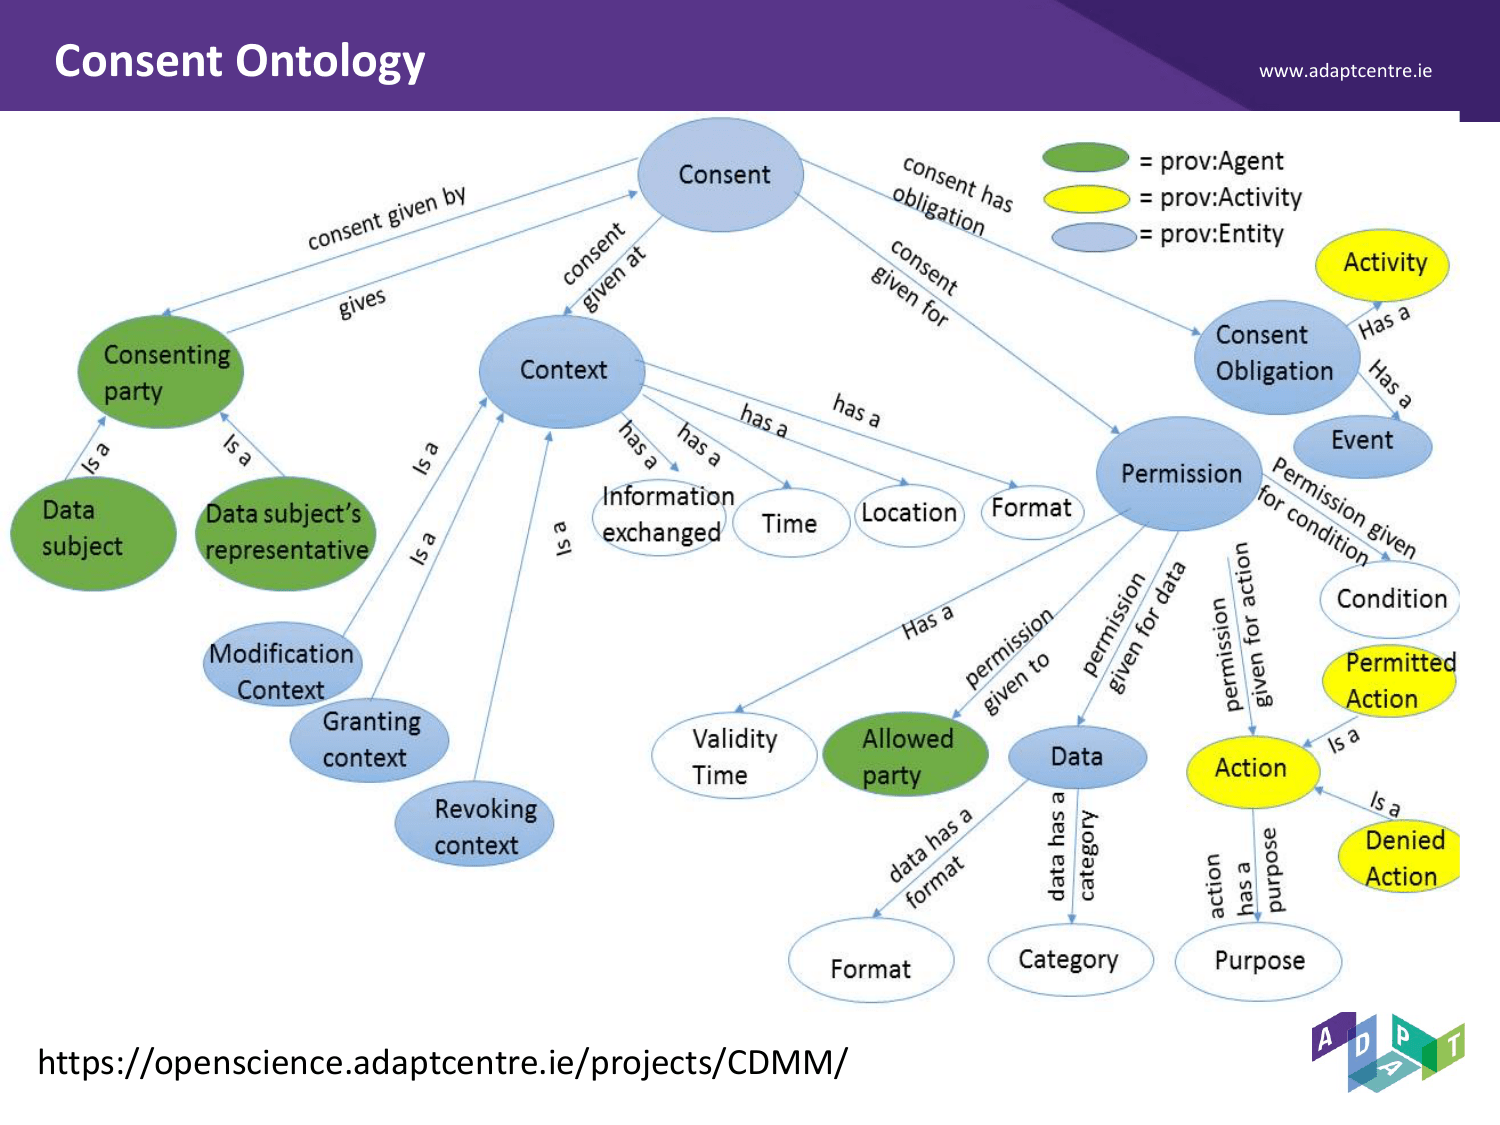 Consent Ontology
www.adaptcentre.ie
Consent
= prov:Agent
= prov:Activity
= prov:Entity
consent given by
gives
consent
given at
consent
given for
consent has
obligation
Activity
Has a
Consent
Obligation
Has a
Event
Consenting
party
Context
Permission
Is a
Is a
Data
subject
Data subject's
representative
Is a
Is a
Is a
has a
has a
has a
has a
Information
exchanged
Time
Location
Format
Permission given
for condition
Condition
Modification
Context
Granting
context
Revoking
context
Has a
permission
given to
permission
given for data
permission
given for action
Permitted
Action
Is a
Validity
Time
Allowed
party
Data
Action
Is a
Denied
Action
data has a
format
data has a
category
action
has a
purpose
Format
Category
Purpose
https://openscience.adaptcentre.ie/projects/CDMM/
A
D
A
P
T